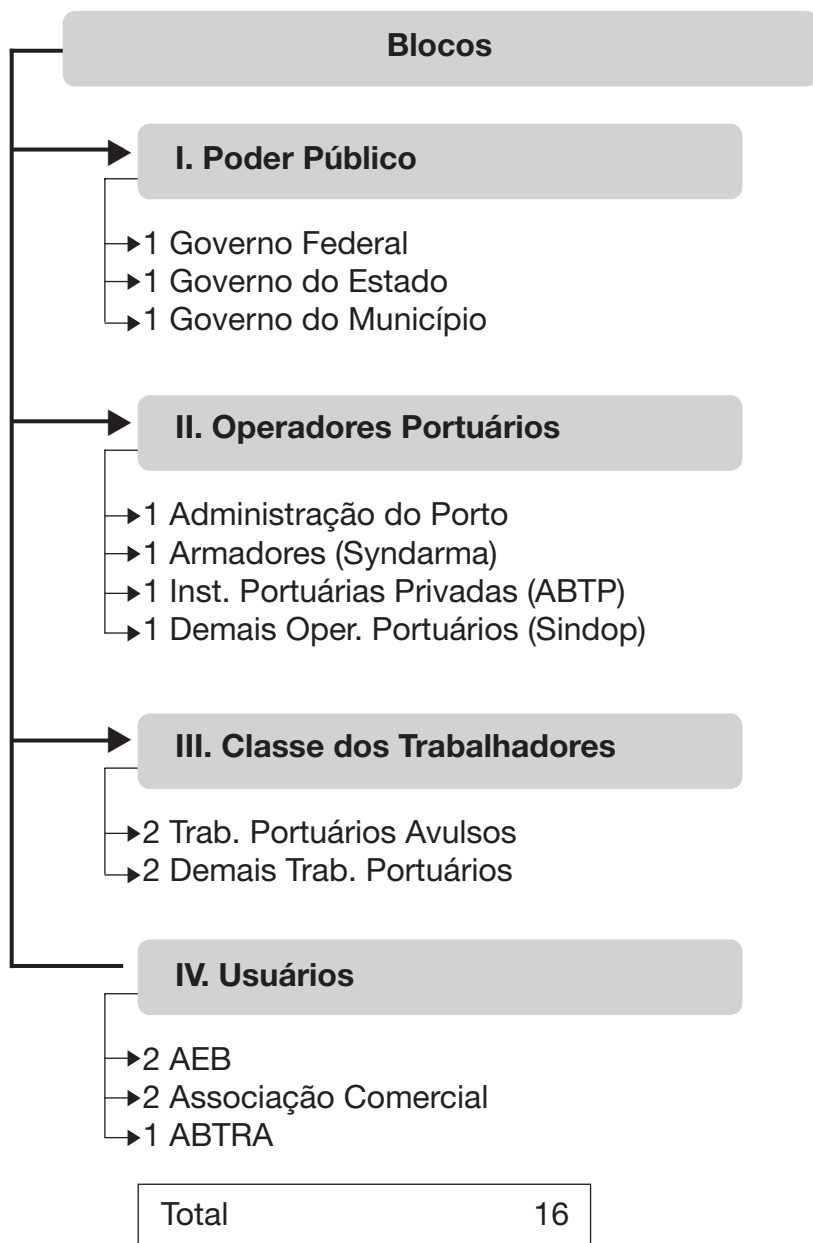 Blocos
I. Poder Público
1 Governo Federal
1 Governo do Estado
1 Governo do Município
II. Operadores Portuários
1 Administração do Porto
1 Armadores (Syndarma)
1 Inst. Portuárias Privadas (ABTP)
1 Demais Oper. Portuários (Sindop)
III. Classe dos Trabalhadores
2 Trab. Portuários Avulsos
2 Demais Trab. Portuários
IV. Usuários
2 AEB
2 Associação Comercial
1 ABTRA
Total 16